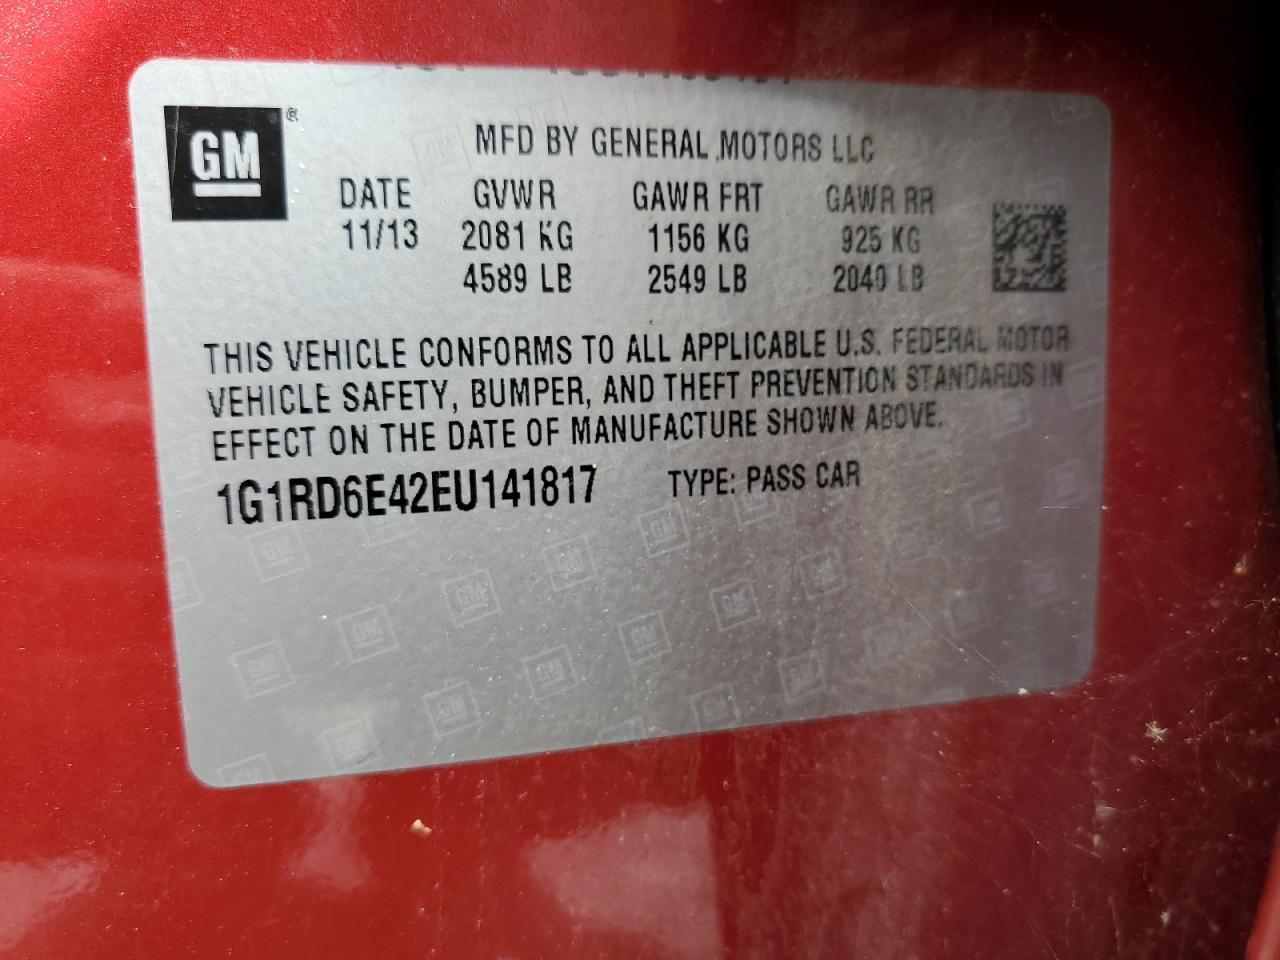 GM®
MFD BY GENERAL MOTORS LLC
DATE GVWR GAWR FRT GAWR RR
11/13 2081 KG 1156 KG 925 KG
4589 LB 2549 LB 2040 LB
THIS VEHICLE CONFORMS TO ALL APPLICABLE U.S. FEDERAL MOTOR
VEHICLE SAFETY, BUMPER, AND THEFT PREVENTION STANDARDS IN
EFFECT ON THE DATE OF MANUFACTURE SHOWN ABOVE.
1G1RD6E42EU141817 TYPE: PASS CAR